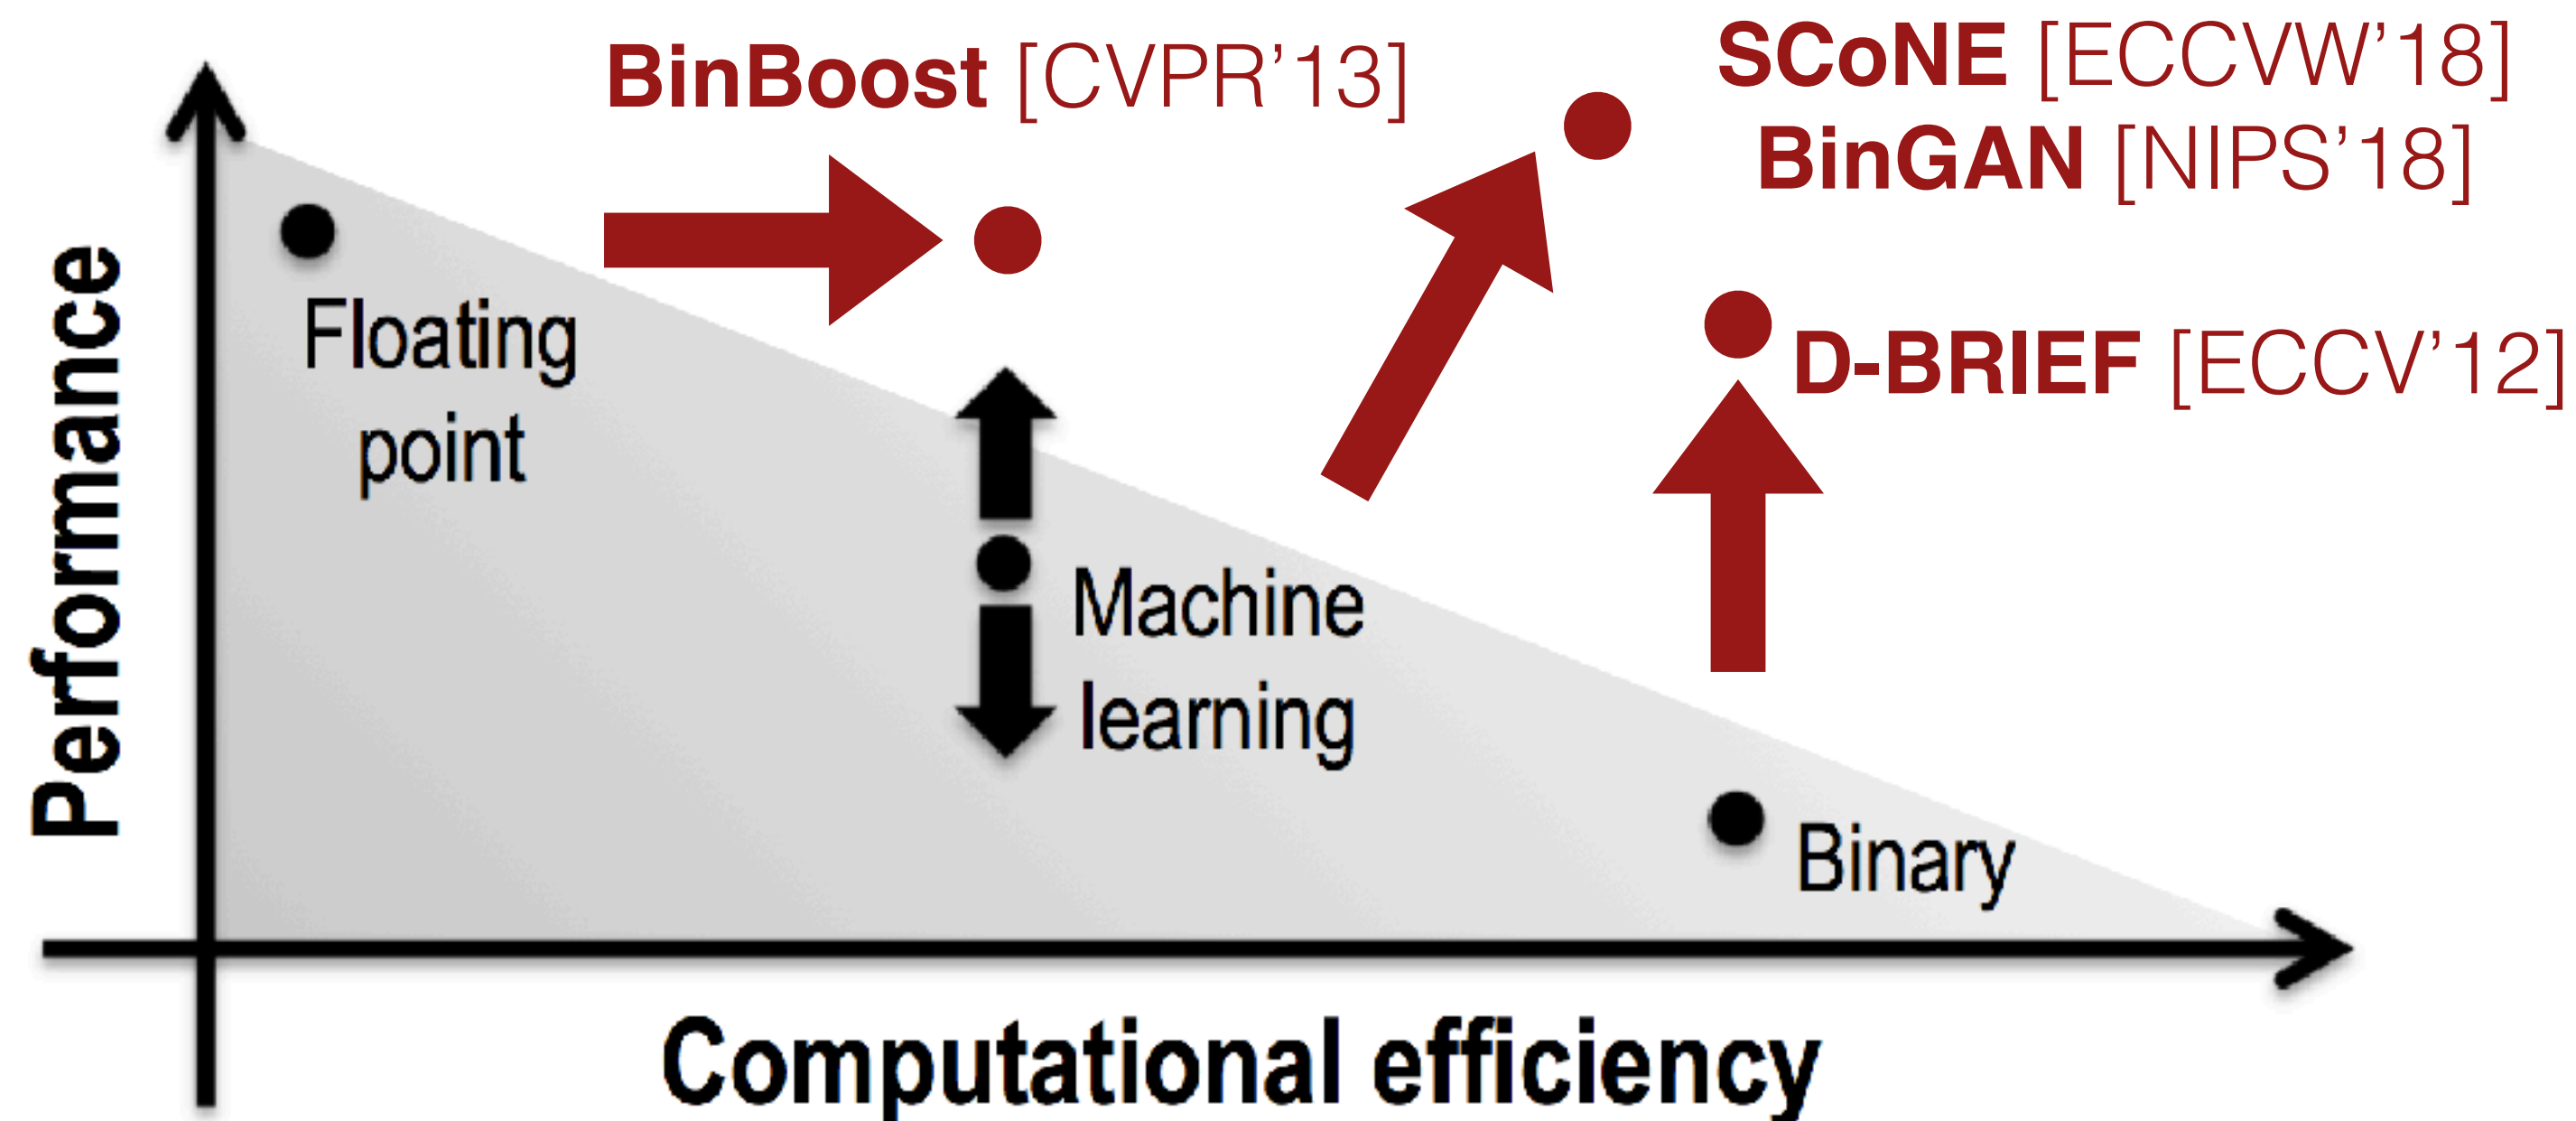 BinBoost [CVPR'13]
SCoNE [ECCVW'18]
BinGAN [NIPS'18]
D-BRIEF [ECCV'12]
Performance
Floating
point
Machine
learning
Binary
Computational efficiency